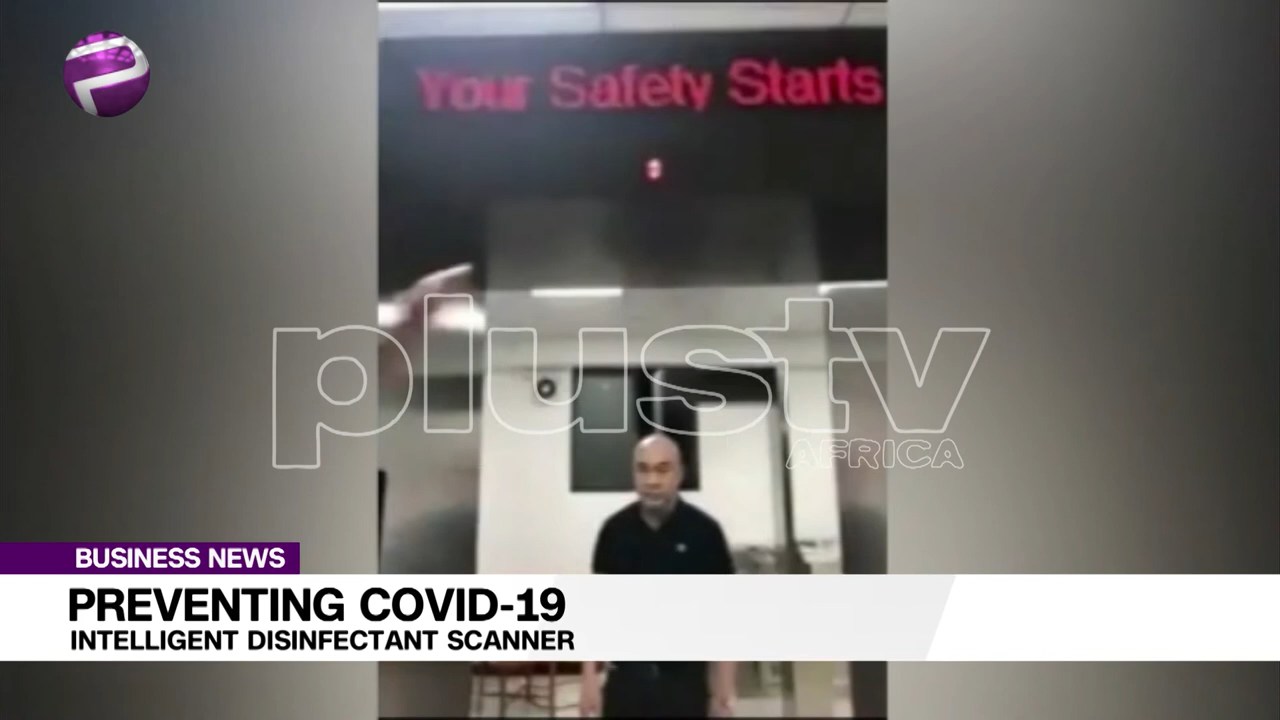 Your Safety Starts
plustv
AFRICA
BUSINESS NEWS
PREVENTING COVID-19
INTELLIGENT DISINFECTANT SCANNER